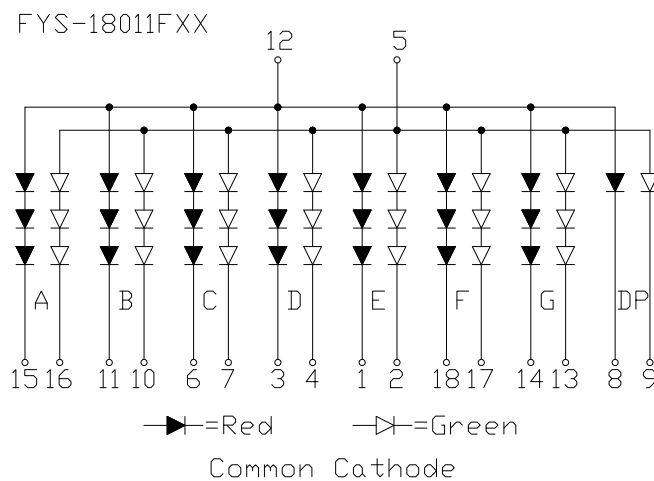 FYS-18011FXX
12 5
A B C D E F G DP
15 16 11 10 6 7 3 4 1 2 18 17 14 13 8 9
=Red =Green
Common Cathode